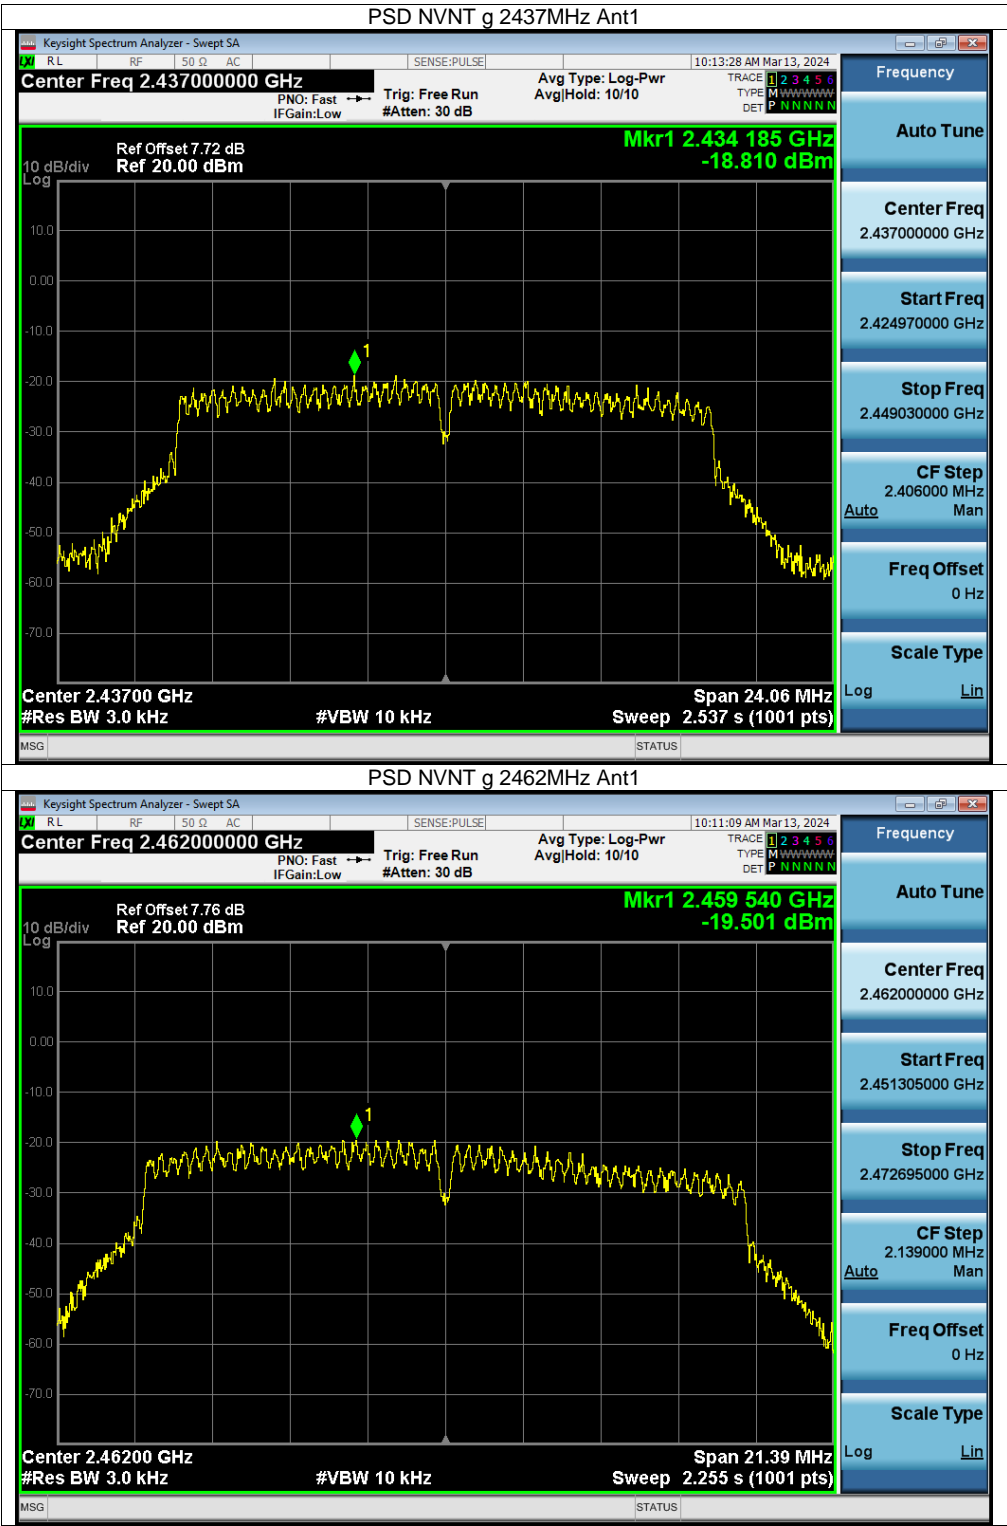 PSD NVNT g 2437MHz Ant1
Keysight Spectrum Analyzer - Swept SA
LXI RL RF 50 Ω AC SENSE:PULSE 10:13:28 AM Mar 13, 2024
Center Freq 2.437000000 GHz Avg Type: Log-Pwr TRACE 1 2 3 4 5 6
PNO: Fast Trig: Free Run Avg|Hold: 10/10 TYPE M WWWWW
IFGain:Low #Atten: 30 dB DET P N N N N N
Frequency
Mkr1 2.434 185 GHz
-18.810 dBm
Ref Offset 7.72 dB
10 dB/div Ref 20.00 dBm
Log
10.0
0.00
-10.0
-20.0
-30.0
-40.0
-50.0
-60.0
-70.0
1
Center 2.43700 GHz Span 24.06 MHz
#Res BW 3.0 kHz #VBW 10 kHz Sweep 2.537 s (1001 pts)
MSG STATUS
Auto Tune
Center Freq
2.437000000 GHz
Start Freq
2.424970000 GHz
Stop Freq
2.449030000 GHz
CF Step
2.406000 MHz
Auto Man
Freq Offset
0 Hz
Scale Type
Log Lin
PSD NVNT g 2462MHz Ant1
Keysight Spectrum Analyzer - Swept SA
LXI RL RF 50 Ω AC SENSE:PULSE 10:11:09 AM Mar 13, 2024
Center Freq 2.462000000 GHz Avg Type: Log-Pwr TRACE 1 2 3 4 5 6
PNO: Fast Trig: Free Run Avg|Hold: 10/10 TYPE M WWWWW
IFGain:Low #Atten: 30 dB DET P N N N N N
Frequency
Mkr1 2.459 540 GHz
-19.501 dBm
Ref Offset 7.76 dB
10 dB/div Ref 20.00 dBm
Log
10.0
0.00
-10.0
-20.0
-30.0
-40.0
-50.0
-60.0
-70.0
1
Center 2.46200 GHz Span 21.39 MHz
#Res BW 3.0 kHz #VBW 10 kHz Sweep 2.255 s (1001 pts)
MSG STATUS
Auto Tune
Center Freq
2.462000000 GHz
Start Freq
2.451305000 GHz
Stop Freq
2.472695000 GHz
CF Step
2.139000 MHz
Auto Man
Freq Offset
0 Hz
Scale Type
Log Lin